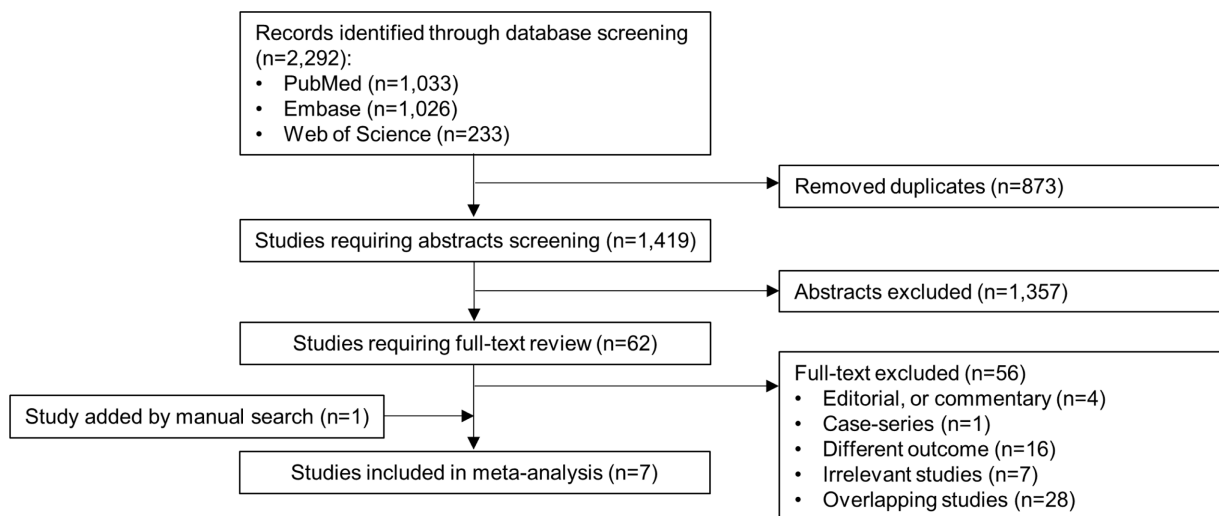 Records identified through database screening
(n=2,292):
• PubMed (n=1,033)
• Embase (n=1,026)
• Web of Science (n=233)
Removed duplicates (n=873)
Studies requiring abstracts screening (n=1,419)
Abstracts excluded (n=1,357)
Studies requiring full-text review (n=62)
Full-text excluded (n=56)
• Editorial, or commentary (n=4)
• Case-series (n=1)
• Different outcome (n=16)
• Irrelevant studies (n=7)
• Overlapping studies (n=28)
Study added by manual search (n=1)
Studies included in meta-analysis (n=7)